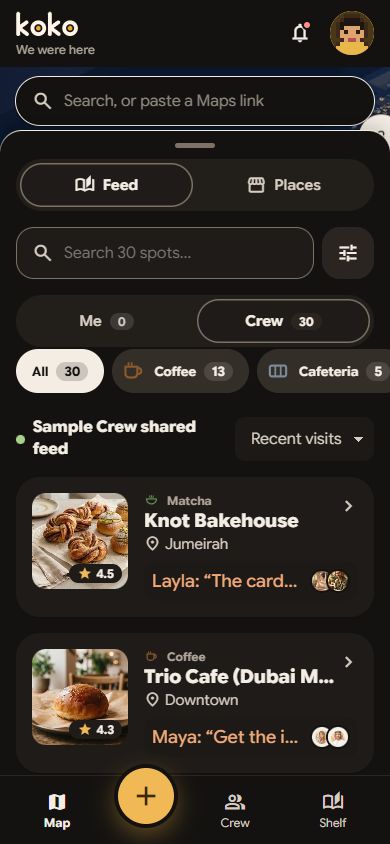 koko
We were here
Search, or paste a Maps link
Feed
Places
Search 30 spots...
Me 0
Crew 30
All 30
Coffee 13
Cafeteria 5
Sample Crew shared
feed
Recent visits
Matcha
Knot Bakehouse
Jumeirah
4.5
Layla: “The card...
Coffee
Trio Cafe (Dubai M...
Downtown
4.3
Maya: “Get the i...
Map
Crew
Shelf